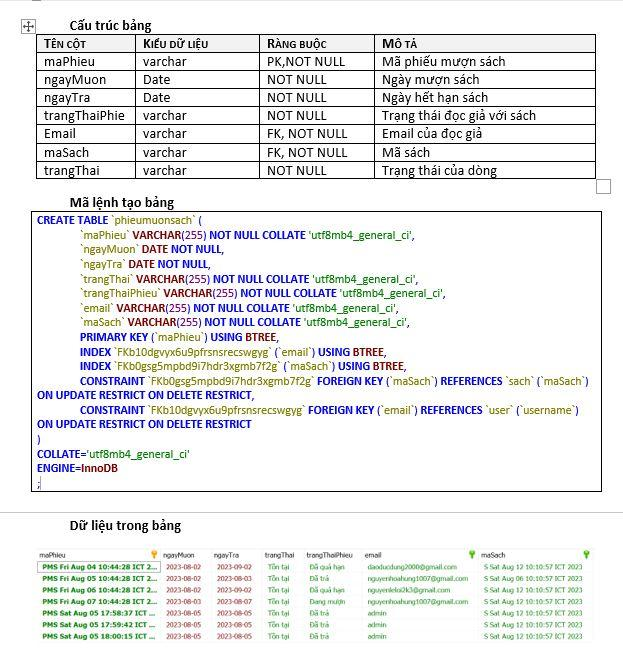 Cấu trúc bảng
TÊN CỘT KIỂU DỮ LIỆU RÀNG BUỘC MÔ TẢ
maPhieu varchar PK,NOT NULL Mã phiếu mượn sách
ngayMuon Date NOT NULL Ngày mượn sách
ngayTra Date NOT NULL Ngày hết hạn sách
trangThaiPhie varchar NOT NULL Trạng thái đọc giả với sách
Email varchar FK, NOT NULL Email của đọc giả
maSach varchar FK, NOT NULL Mã sách
trangThai varchar NOT NULL Trạng thái của dòng
Mã lệnh tạo bảng
CREATE TABLE `phieumuonsach` (
`maPhieu` VARCHAR(255) NOT NULL COLLATE 'utf8mb4_general_ci',
`ngayMuon` DATE NOT NULL,
`ngayTra` DATE NOT NULL,
`trangThai` VARCHAR(255) NOT NULL COLLATE 'utf8mb4_general_ci',
`trangThaiPhieu` VARCHAR(255) NOT NULL COLLATE 'utf8mb4_general_ci',
`email` VARCHAR(255) NOT NULL COLLATE 'utf8mb4_general_ci',
`maSach` VARCHAR(255) NOT NULL COLLATE 'utf8mb4_general_ci',
PRIMARY KEY (`maPhieu`) USING BTREE,
INDEX `FKb10dgvyx6u9pfrsnsrecswgyg` (`email`) USING BTREE,
INDEX `FKb0gsg5mpbd9i7hdr3xgmb7f2g` (`maSach`) USING BTREE,
CONSTRAINT `FKb0gsg5mpbd9i7hdr3xgmb7f2g` FOREIGN KEY (`maSach`) REFERENCES `sach` (`maSach`)
ON UPDATE RESTRICT ON DELETE RESTRICT,
CONSTRAINT `FKb10dgvyx6u9pfrsnsrecswgyg` FOREIGN KEY (`email`) REFERENCES `user` (`username`)
ON UPDATE RESTRICT ON DELETE RESTRICT
)
COLLATE='utf8mb4_general_ci'
ENGINE=InnoDB
;
Dữ liệu trong bảng
maPhieu ngayMuon ngayTra trangThai trangThaiPhieu email maSach
PMS Fri Aug 04 10:44:28 ICT 2... 2023-08-02 2023-09-02 Tồn tại Đã quá hạn daoducdung2000@gmail.com S Sat Aug 12 10:10:57 ICT 2023
PMS Fri Aug 05 10:44:28 ICT 2... 2023-08-02 2023-09-03 Tồn tại Đã trả nguyenhoahung1007@gmail.com S Sat Aug 06 10:10:57 ICT 2023
PMS Fri Aug 06 10:44:28 ICT 2... 2023-08-02 2023-09-02 Tồn tại Đã quá hạn nguyenleloi2k3@gmail.com S Sat Aug 12 10:10:57 ICT 2023
PMS Fri Aug 07 10:44:28 ICT 2... 2023-08-03 2023-08-07 Tồn tại Đang mượn nguyenhoahung1007@gmail.com S Sat Aug 12 10:10:57 ICT 2023
PMS Sat Aug 05 17:58:37 ICT ... 2023-08-05 2023-08-05 Tồn tại Đã trả admin S Sat Aug 12 10:10:57 ICT 2023
PMS Sat Aug 05 17:59:42 ICT ... 2023-08-05 2023-08-05 Tồn tại Đã trả admin S Sat Aug 12 10:10:57 ICT 2023
PMS Sat Aug 05 18:00:15 ICT ... 2023-08-05 2023-08-05 Tồn tại Đã trả admin S Sat Aug 12 10:10:57 ICT 2023